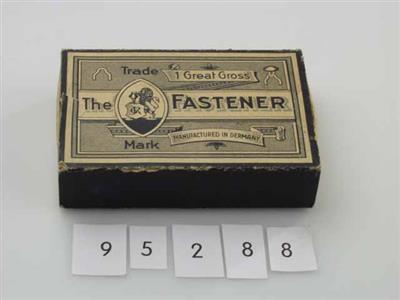 Trade "1 Great Gross"
The FASTENER
Mark MANUFACTURED IN GERMANY
9 5 2 8 8